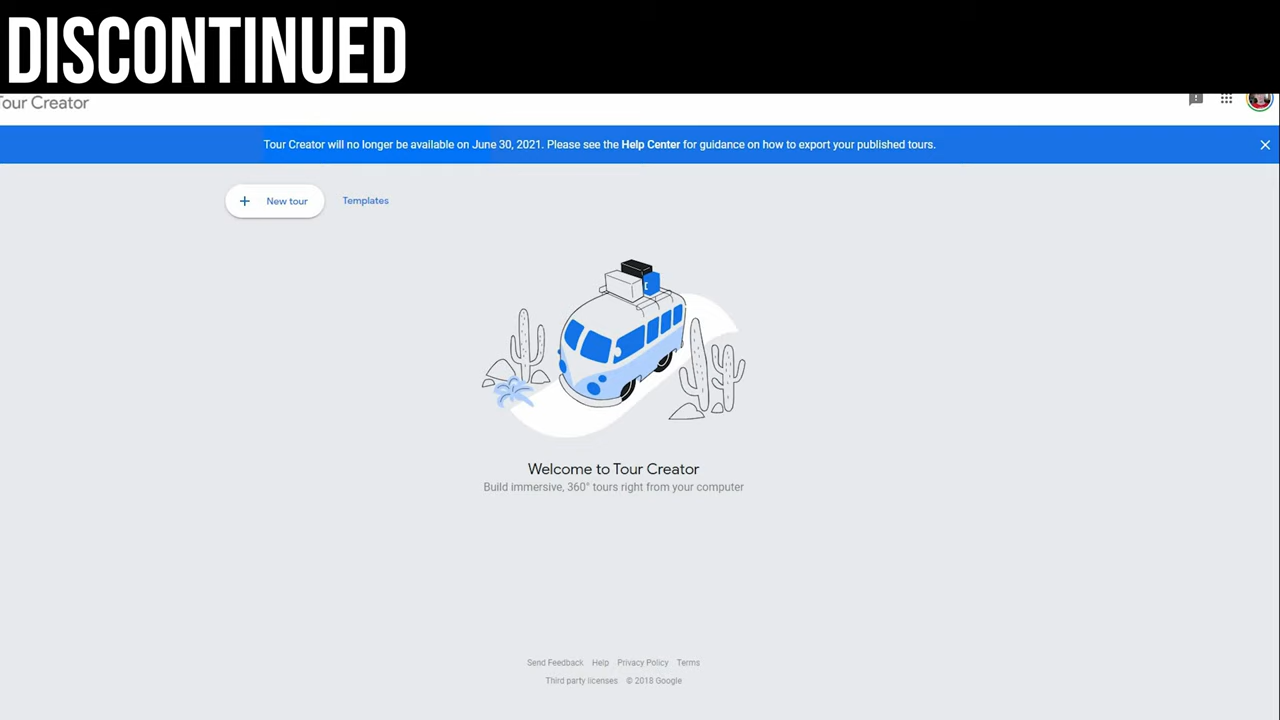 DISCONTINUED
Tour Creator
Tour Creator will no longer be available on June 30, 2021. Please see the Help Center for guidance on how to export your published tours.
New tour
Templates
Welcome to Tour Creator
Build immersive, 360° tours right from your computer
Send Feedback Help Privacy Policy Terms
Third party licenses © 2018 Google